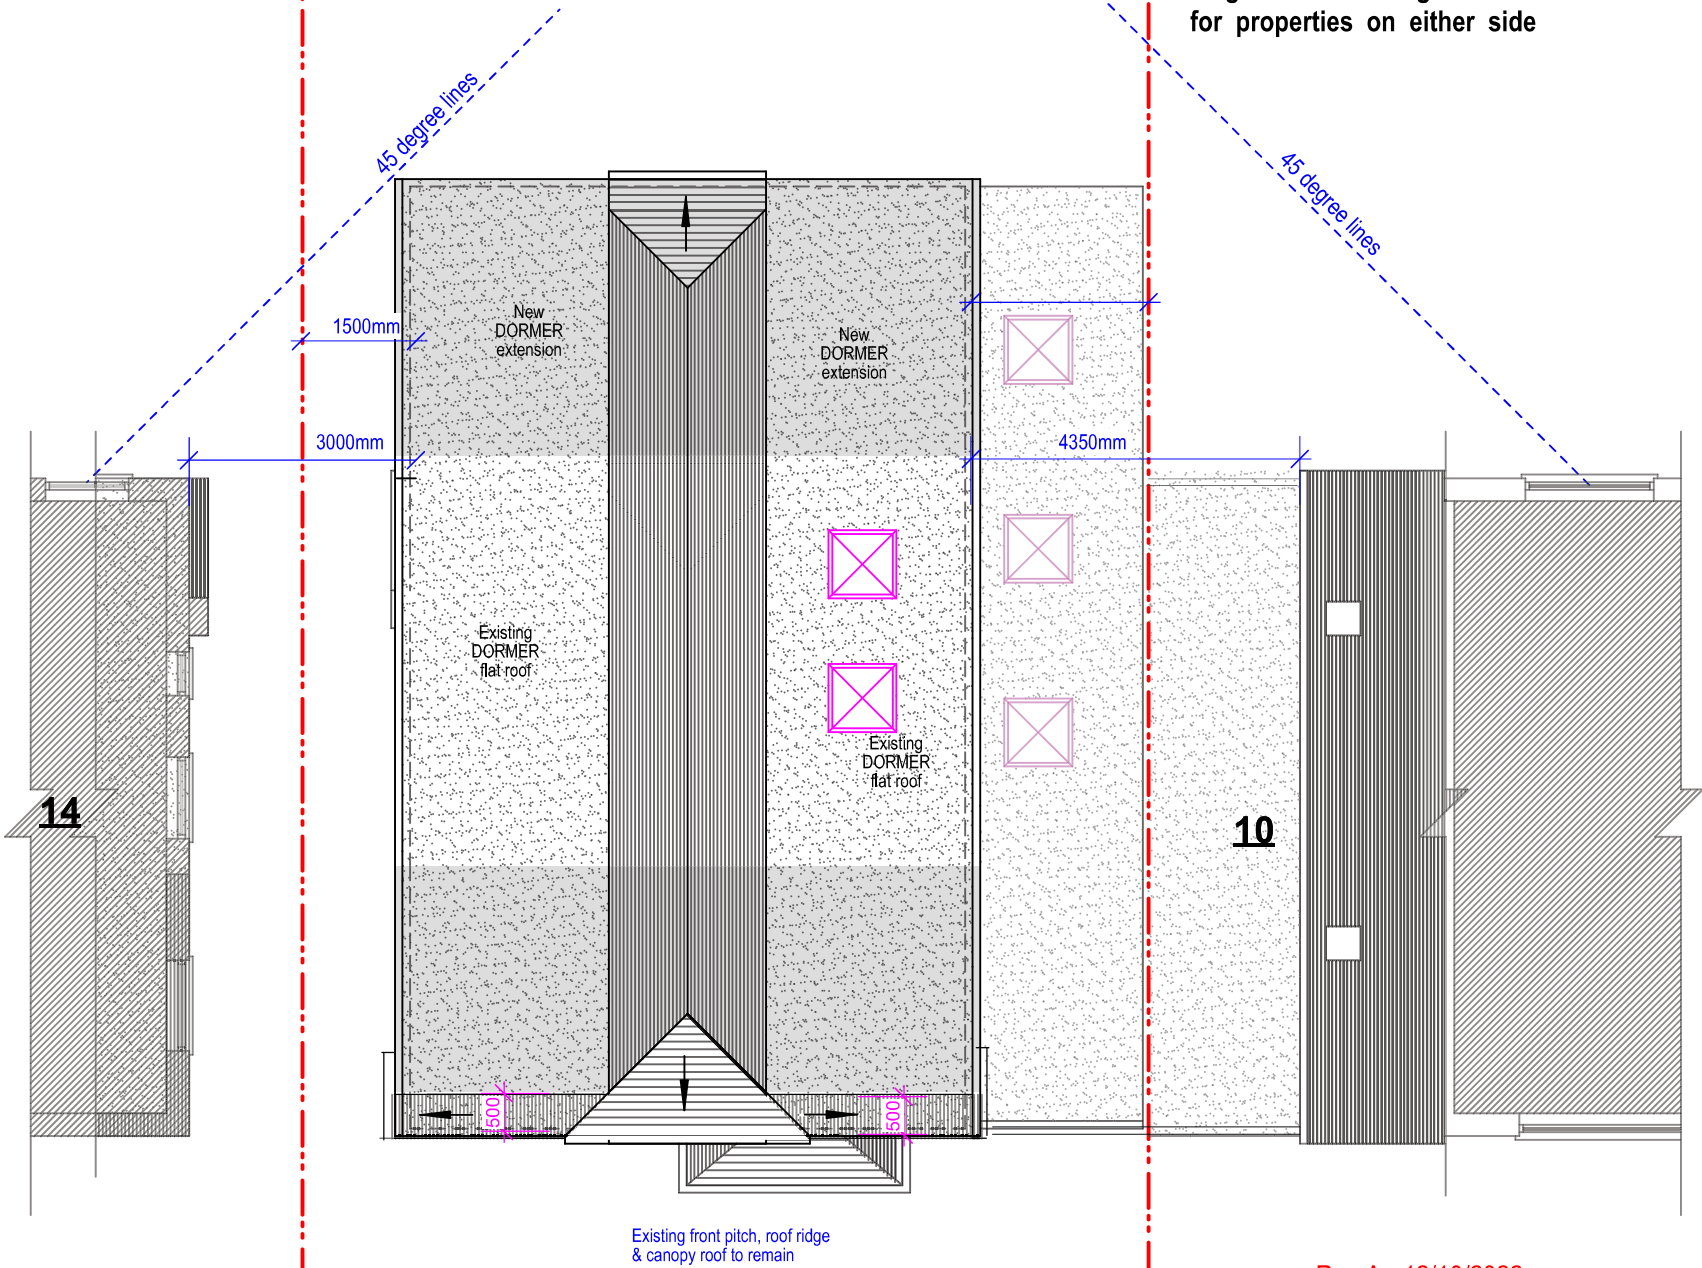 for properties on either side
45 degree lines
45 degree lines
New
DORMER
extension
1500mm
New
DORMER
extension
3000mm
4350mm
Existing
DORMER
flat roof
Existing
DORMER
flat roof
14
10
500
500
Existing front pitch, roof ridge
& canopy roof to remain